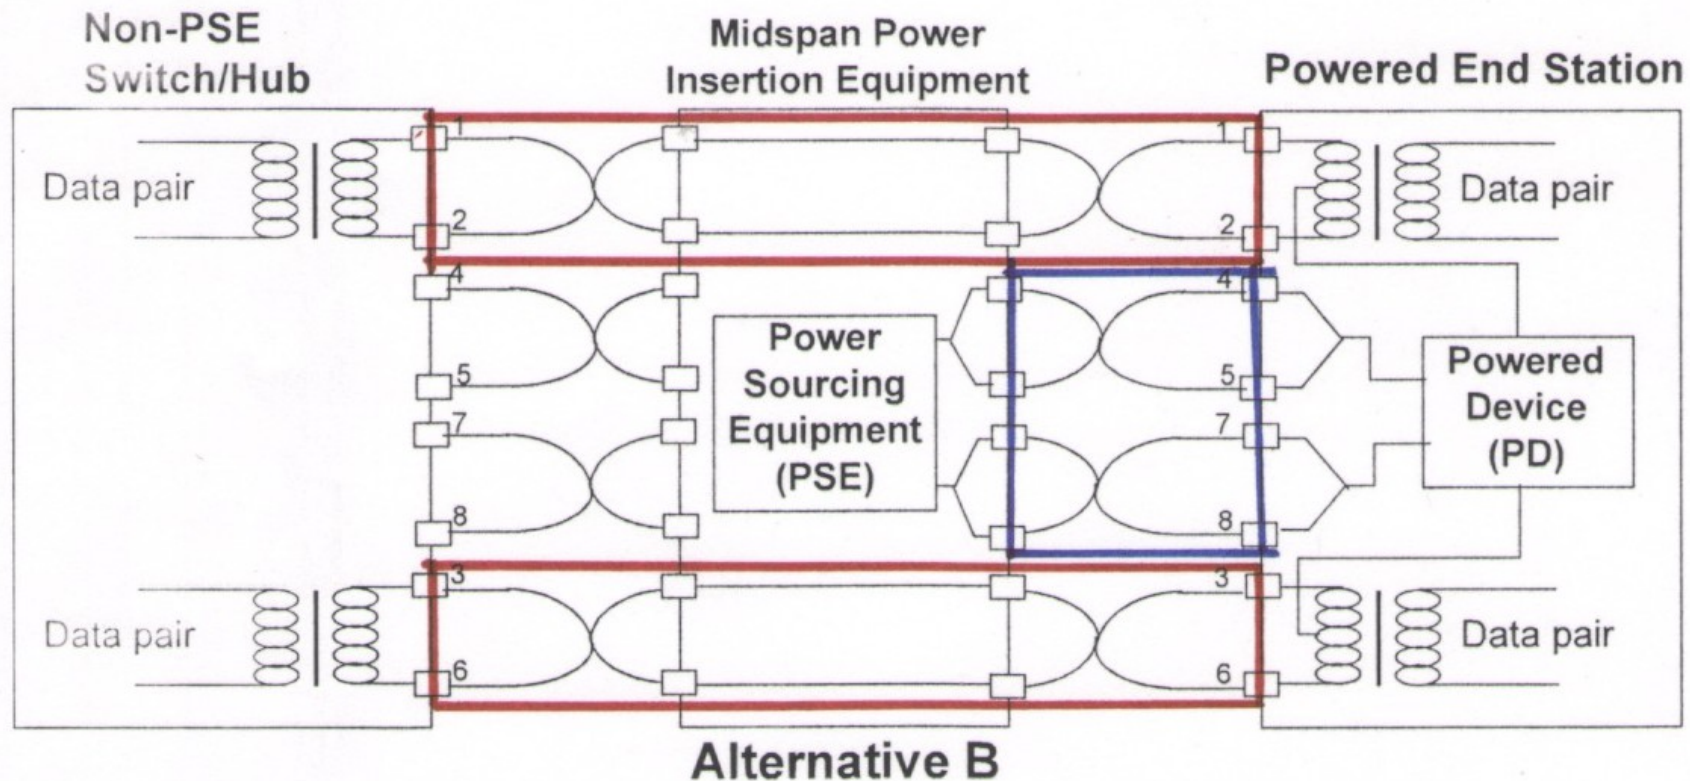 Non-PSE
Switch/Hub
Midspan Power
Insertion Equipment
Powered End Station
Data pair
1
2
1
2
Data pair
4
5
7
8
Power
Sourcing
Equipment
(PSE)
4
5
7
8
Powered
Device
(PD)
Data pair
3
6
3
6
Data pair
Alternative B